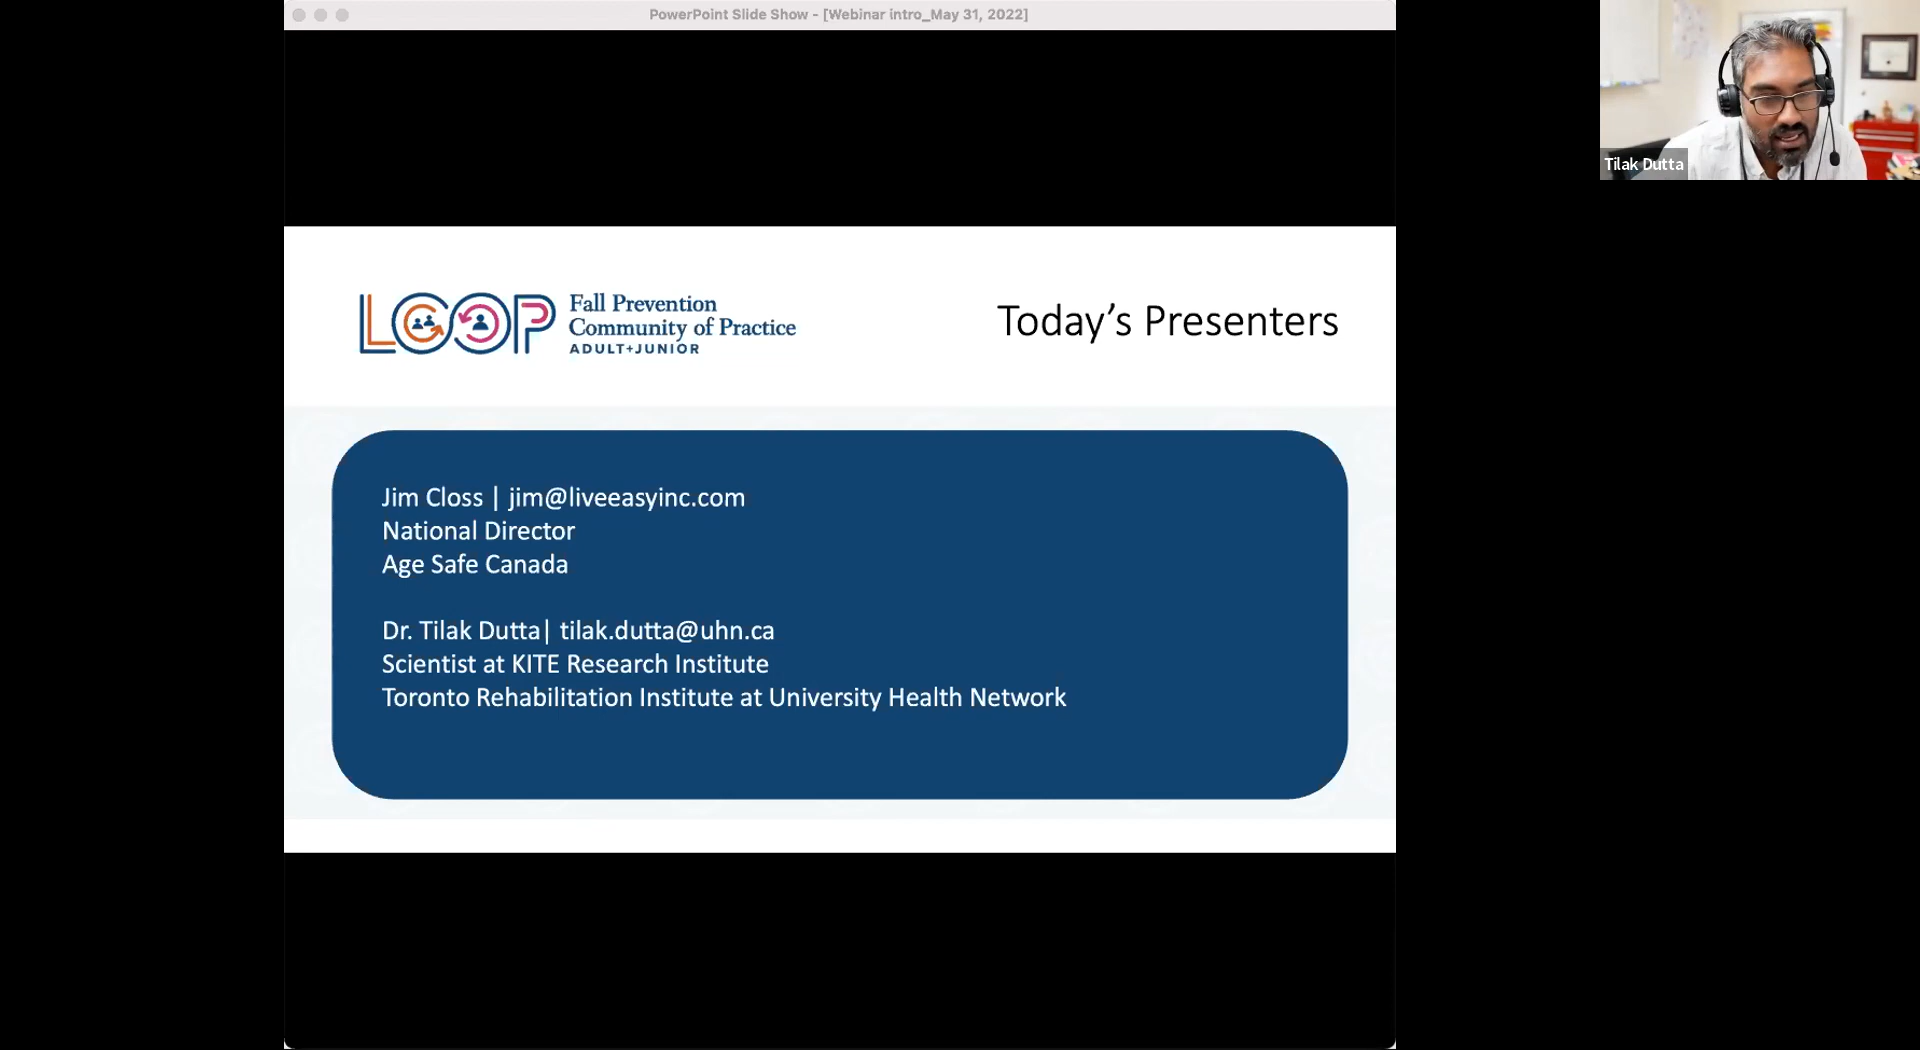 PowerPoint Slide Show - [Webinar intro_May 31, 2022]
Tilak Dutta
LOOP
Fall Prevention
Community of Practice
ADULT+JUNIOR
Today's Presenters
Jim Closs | jim@liveeasyinc.com
National Director
Age Safe Canada
Dr. Tilak Dutta| tilak.dutta@uhn.ca
Scientist at KITE Research Institute
Toronto Rehabilitation Institute at University Health Network